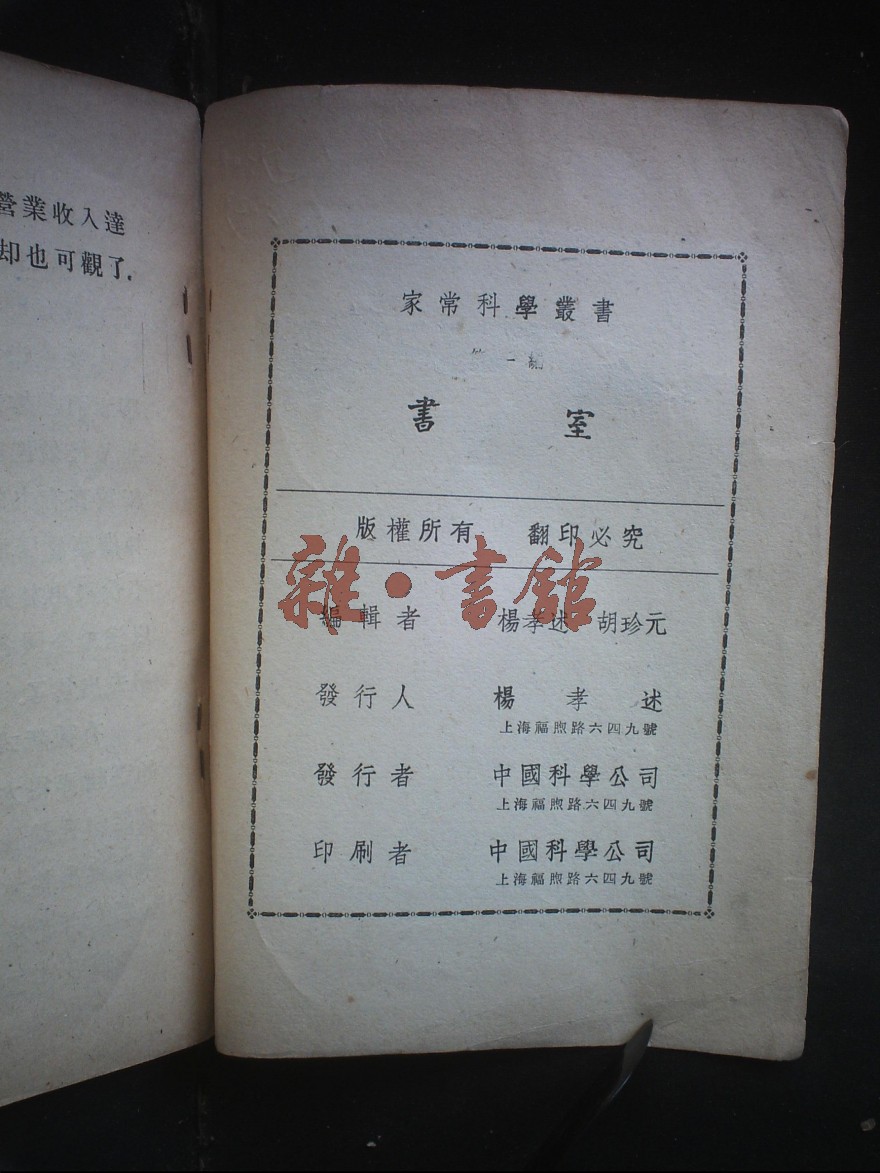 營業收入達
却也可觀了.
家常科學叢書
第一編
書室
版權所有 翻印必究
雜·書館
編輯者 楊孝述 胡珍元
發行人 楊孝述
上海福煦路六四九號
發行者 中國科學公司
上海福煦路六四九號
印刷者 中國科學公司
上海福煦路六四九號